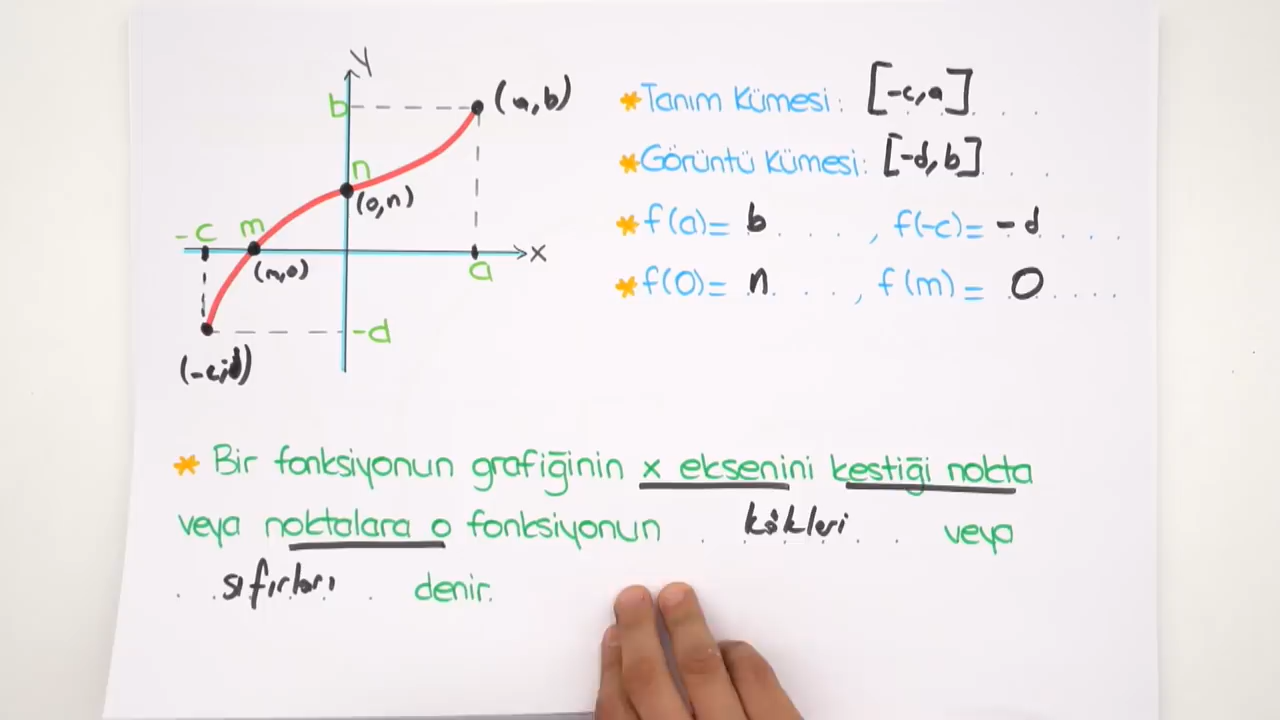 y
b
(a,b)
n
(0,n)
-c
m
(m,0)
x
a
-d
(-c,d)
* Tanım Kümesi: [-c,a]
* Görüntü Kümesi: [-d,b]
* f(a)= b ...., f(-c)= -d ....
* f(0)= n ...., f(m)= 0 ....
* Bir fonksiyonun grafiğinin x eksenini kestiği nokta
veya noktalara o fonksiyonun kökleri veya
sıfırları denir.